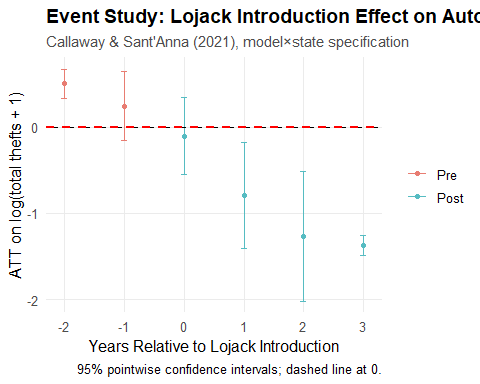 Event Study: Lojack Introduction Effect on Auto
Callaway & Sant'Anna (2021), model×state specification
ATT on log(total thefts + 1)
0
-1
-2
-2 -1 0 1 2 3
Years Relative to Lojack Introduction
Pre
Post
95% pointwise confidence intervals; dashed line at 0.